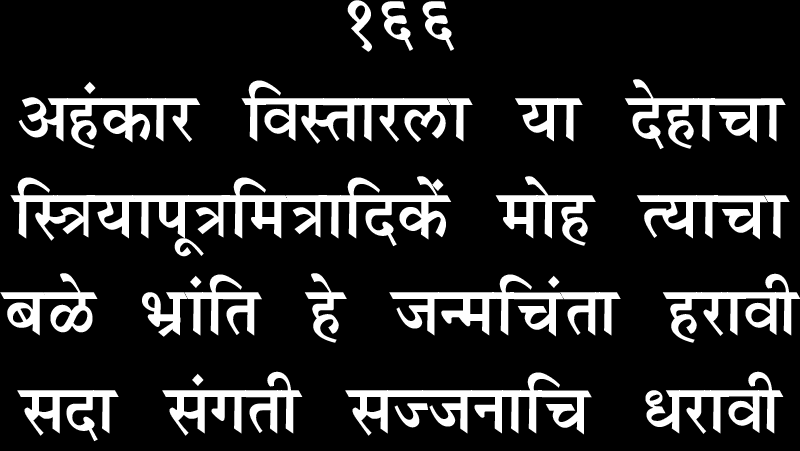 १६६
अहंकार विस्तारला या देहाचा
स्त्रियापूत्रमित्रादिकें मोह त्याचा
बळे भ्रांति हे जन्मचिंता हरावी
सदा संगती सज्जनाचि धरावी